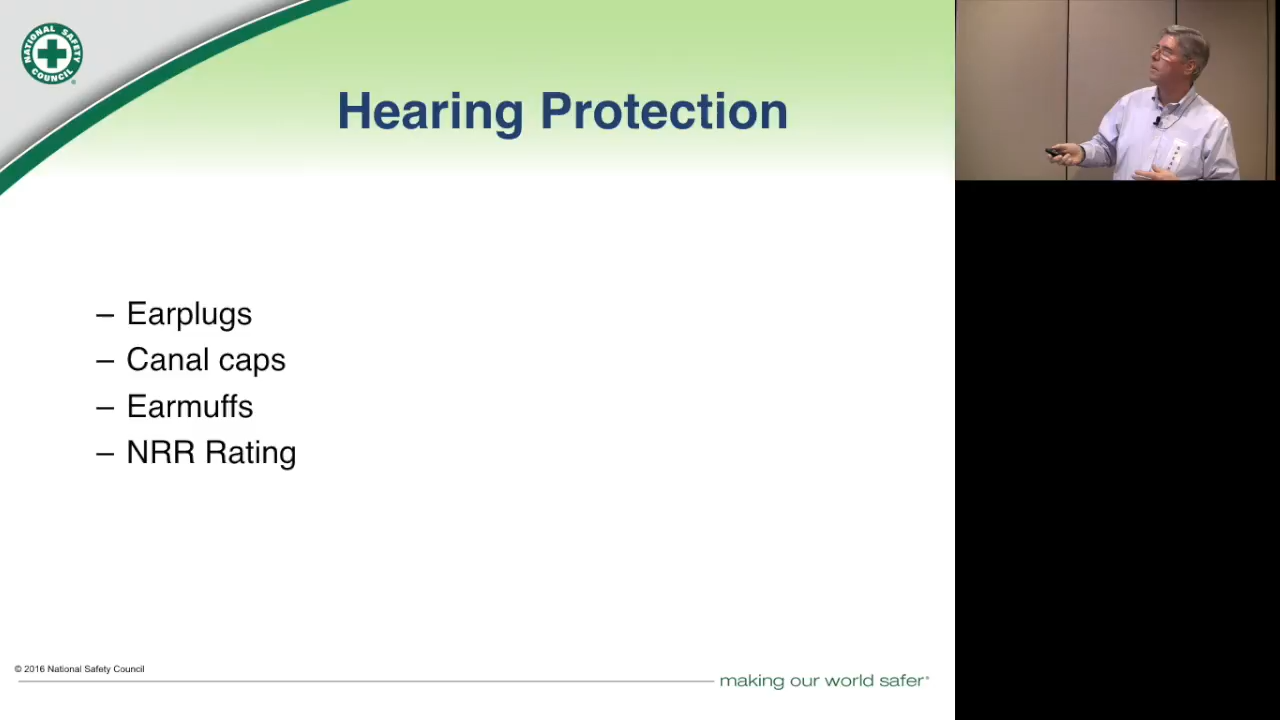 NATIONAL SAFETY COUNCIL
Hearing Protection
– Earplugs
– Canal caps
– Earmuffs
– NRR Rating
© 2016 National Safety Council
making our world safer®